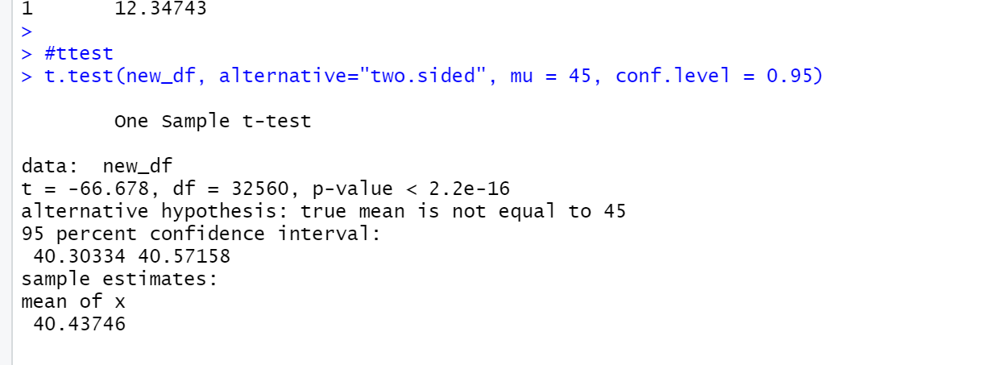 1 12.34743
>
> #ttest
> t.test(new_df, alternative="two.sided", mu = 45, conf.level = 0.95)
One Sample t-test
data: new_df
t = -66.678, df = 32560, p-value < 2.2e-16
alternative hypothesis: true mean is not equal to 45
95 percent confidence interval:
40.30334 40.57158
sample estimates:
mean of x
40.43746